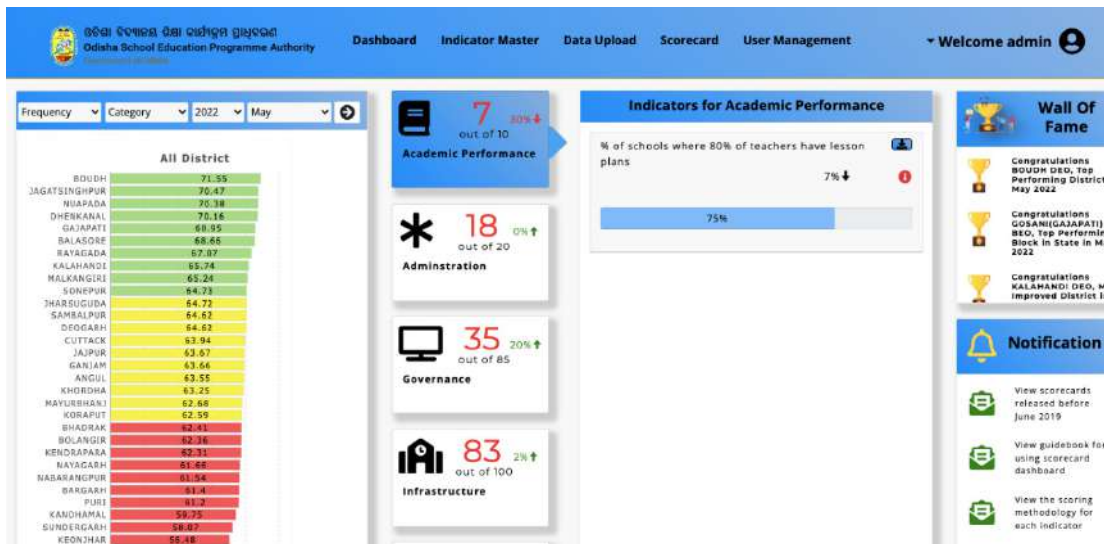 ଓଡ଼ିଶା ବିଦ୍ୟାଳୟ ଶିକ୍ଷା କାର୍ଯ୍ୟକ୍ରମ ପ୍ରାଧିକରଣ
Odisha School Education Programme Authority
Dashboard
Indicator Master
Data Upload
Scorecard
User Management
Welcome admin
Frequency
Category
2022
May
All District
BOUDH 71.55
JAGATSINGHPUR 70.47
NUAPADA 70.38
DHENKANAL 70.16
GAJAPATI 68.95
BALASORE 68.66
RAYAGADA 67.87
KALAHANDI 65.74
MALKANGIRI 65.24
SONEPUR 64.73
JHARSUGUDA 64.72
SAMBALPUR 64.62
DEOGARH 64.62
CUTTACK 63.94
JAJPUR 63.67
GANJAM 63.66
ANGUL 63.55
KHORDHA 63.25
MAYURBHANJ 62.68
KORAPUT 62.59
BHADRAK 62.41
BOLANGIR 62.36
KENDRAPARA 62.31
NAYAGARH 61.66
NABARANGPUR 61.54
BARGARH 61.4
PURI 61.2
KANDHAMAL 59.75
SUNDERGARH 58.07
KEONJHAR 56.48
7 30%
out of 10
Academic Performance
18 0%
out of 20
Adminstration
35 20%
out of 85
Governance
83 2%
out of 100
Infrastructure
Indicators for Academic Performance
% of schools where 80% of teachers have lesson
plans
7%
75%
Wall Of
Fame
Congratulations
BOUDH DEO, Top
Performing District
May 2022
Congratulations
GOSANI(GAJAPATI)
BEO, Top Performin
Block in State in M
2022
Congratulations
KALAHANDI DEO, M
Improved District i
Notification
View scorecards
released before
June 2019
View guidebook for
using scorecard
dashboard
View the scoring
methodology for
each indicator